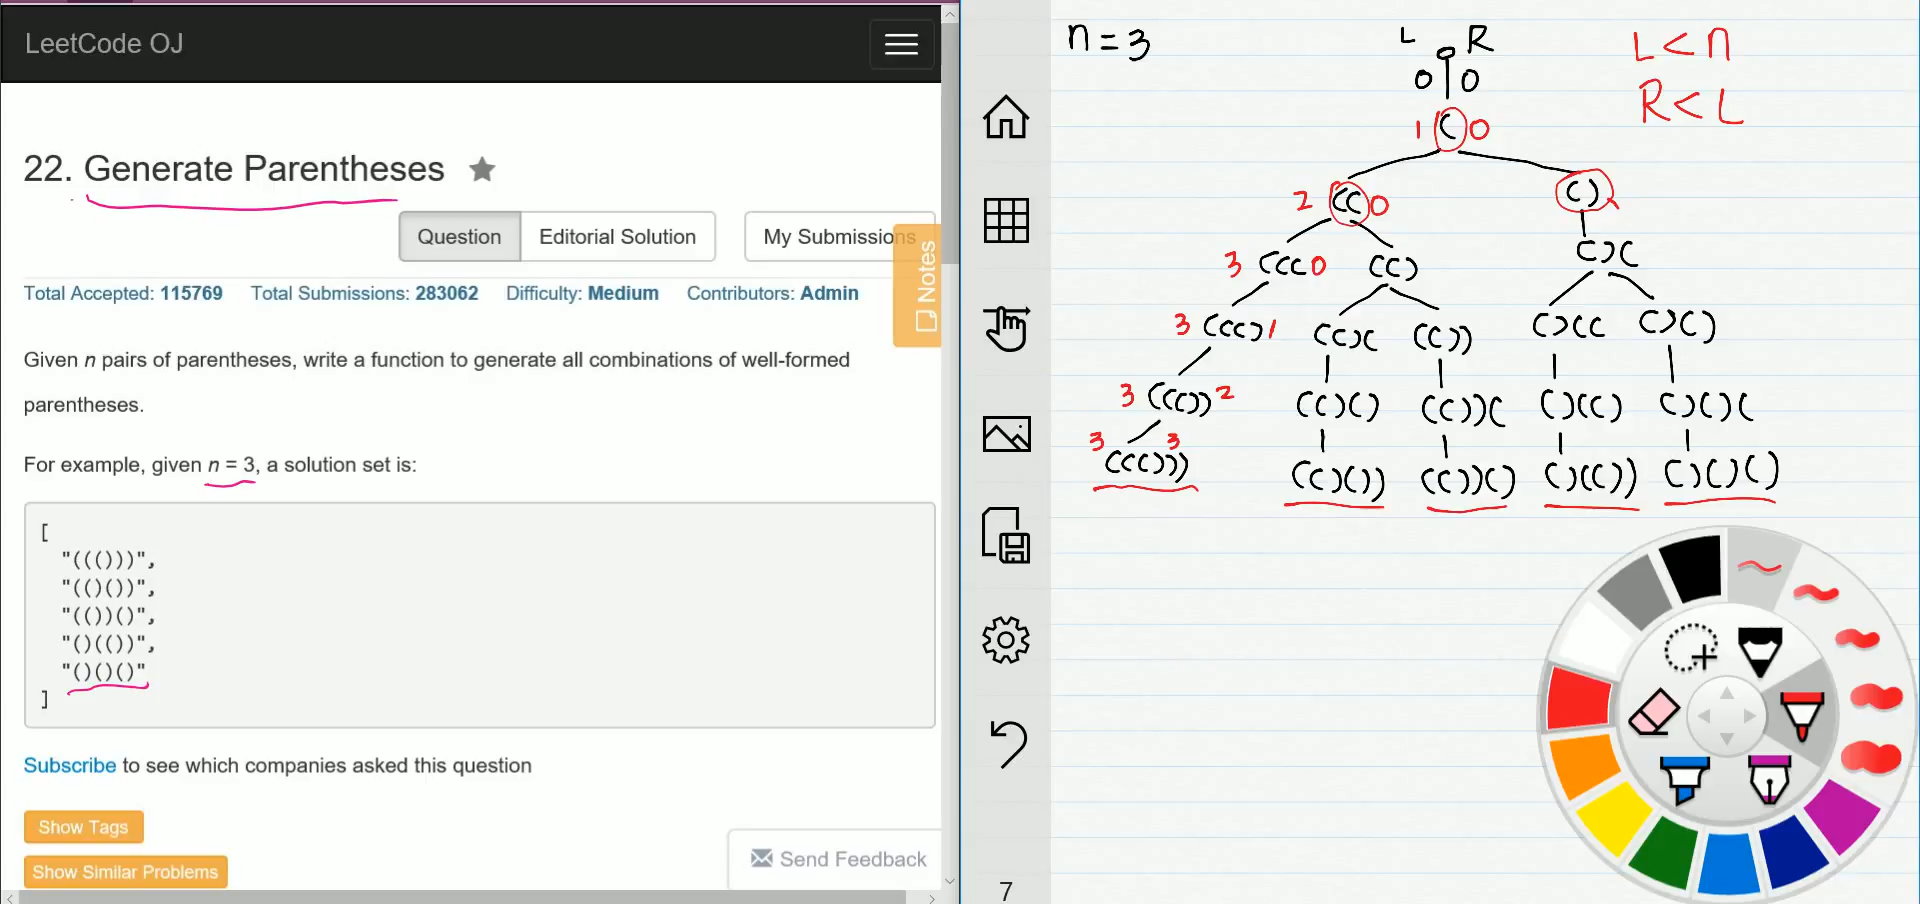 LeetCode OJ
22. Generate Parentheses
Question
Editorial Solution
My Submissions
Notes
Total Accepted: 115769 Total Submissions: 283062 Difficulty: Medium Contributors: Admin
Given n pairs of parentheses, write a function to generate all combinations of well-formed
parentheses.
For example, given n = 3, a solution set is:
[
"((()))",
"(()())",
"(())()",
"()(())",
"()()()"
]
Subscribe to see which companies asked this question
Show Tags
Show Similar Problems
Send Feedback
n = 3
L R
0 0
L < n
R < L
1 ( 0
2 (( 0 ()
3 ((( 0 (() ()(
3 ((() 1 (()( (()) ()(( ()()
3 ((()) 2 (()() (())( ()(() ()()(
3 3
((())) (()()) (())() ()(()) ()()()
7